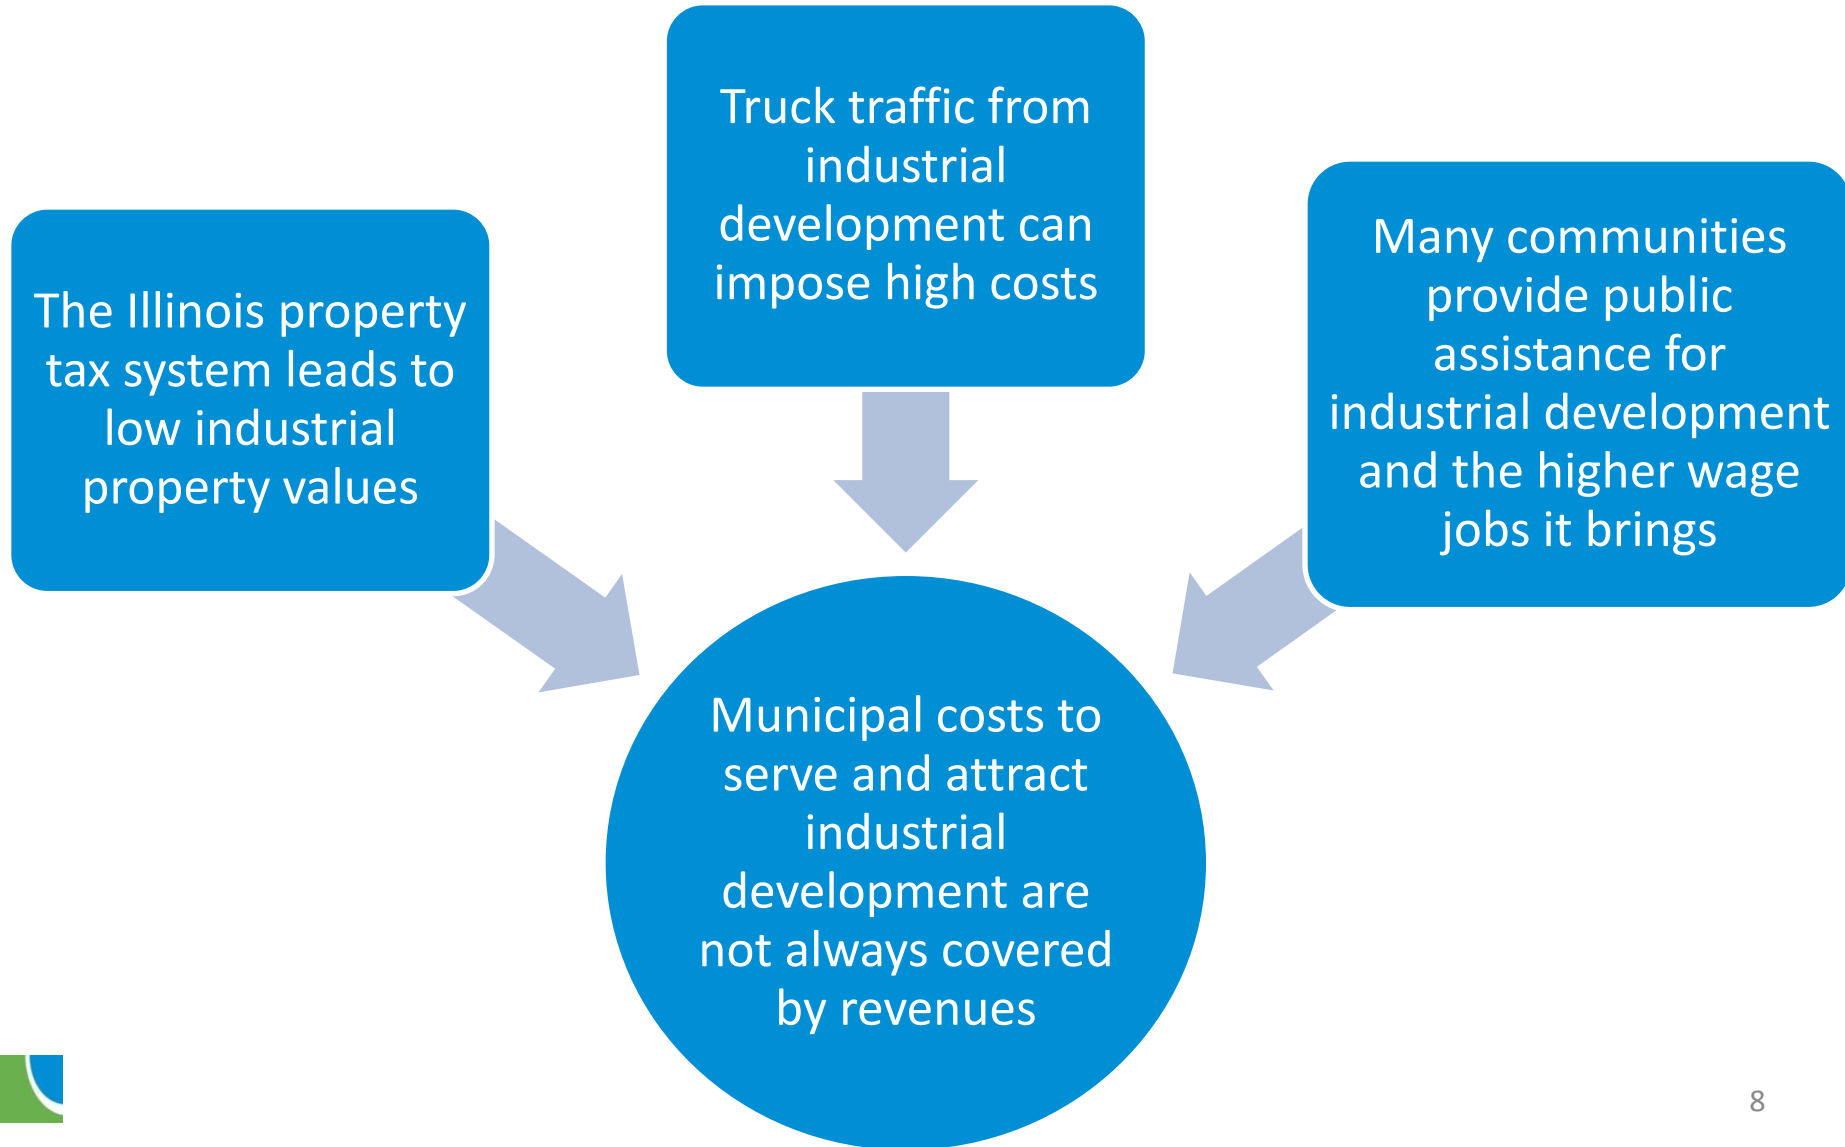 The Illinois property
tax system leads to
low industrial
property values
Truck traffic from
industrial
development can
impose high costs
Many communities
provide public
assistance for
industrial development
and the higher wage
jobs it brings
Municipal costs to
serve and attract
industrial
development are
not always covered
by revenues
8